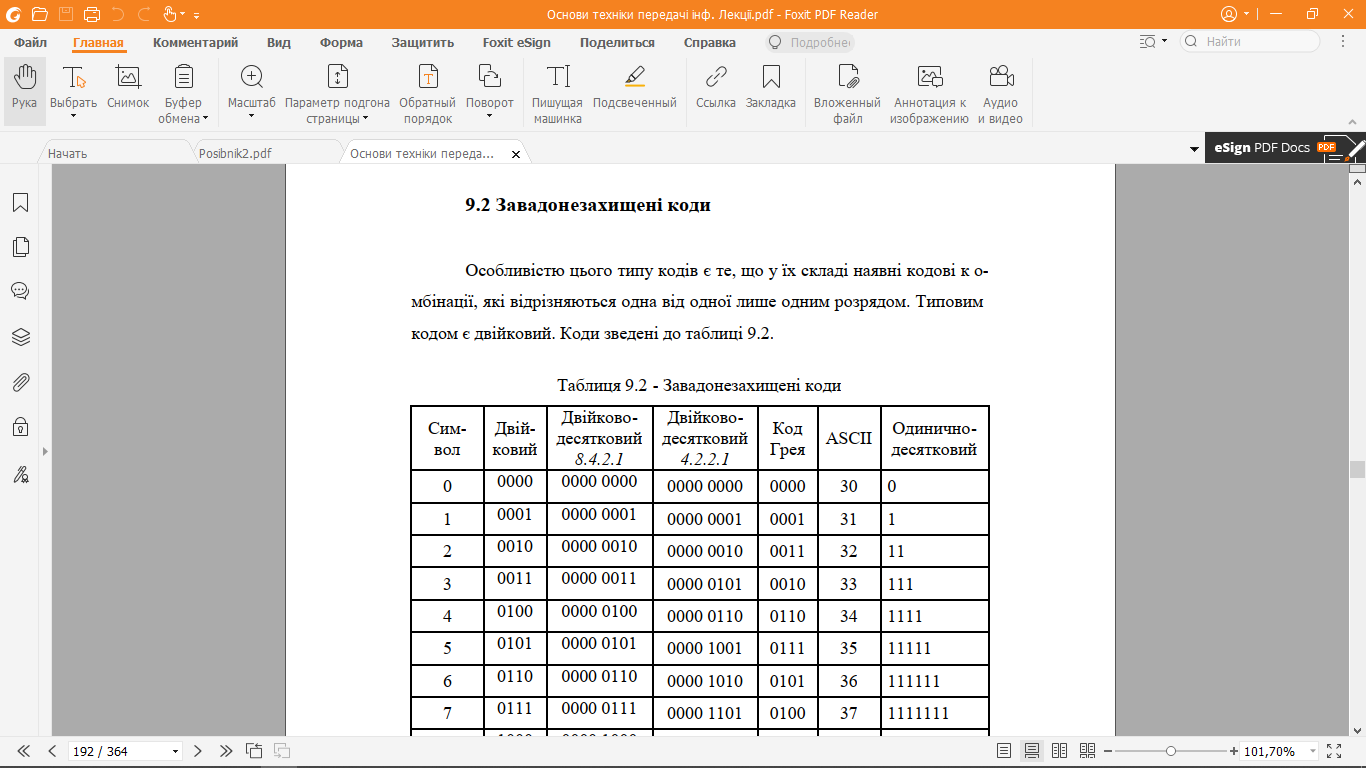 Основи техніки передачі інф. Лекції.pdf - Foxit PDF Reader
Файл Главная Комментарий Вид Форма Защитить Foxit eSign Поделиться Справка Подробнее Найти
Рука Выбрать Снимок Буфер обмена Масштаб Параметр подгона страницы Обратный порядок Поворот Пишущая машинка Подсвеченный Ссылка Закладка Вложенный файл Аннотация к изображению Аудио и видео
Начать Posibnik2.pdf Основи техніки переда... eSign PDF Docs PDF
9.2 Завадонезахищені коди
Особливістю цього типу кодів є те, що у їх складі наявні кодові к о-
мбінації, які відрізняються одна від одної лише одним розрядом. Типовим
кодом є двійковий. Коди зведені до таблиці 9.2.
Таблиця 9.2 - Завадонезахищені коди
Сим-вол Двій-ковий Двійково-десятковий 8.4.2.1 Двійково-десятковий 4.2.2.1 Код Грея ASCII Одинично-десятковий
0 0000 0000 0000 0000 0000 0000 30 0
1 0001 0000 0001 0000 0001 0001 31 1
2 0010 0000 0010 0000 0010 0011 32 11
3 0011 0000 0011 0000 0101 0010 33 111
4 0100 0000 0100 0000 0110 0110 34 1111
5 0101 0000 0101 0000 1001 0111 35 11111
6 0110 0000 0110 0000 1010 0101 36 111111
7 0111 0000 0111 0000 1101 0100 37 1111111
192 / 364 101,70%